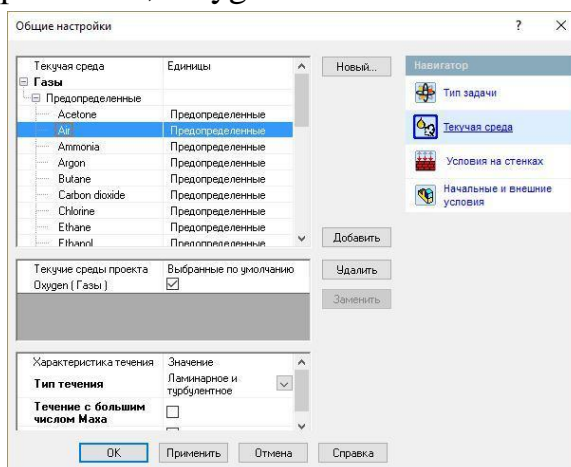 Общие настройки ? ×
Текучая среда Единицы Новый... Навигатор
Газы
Предопределенные Тип задачи
Acetone Предопределенные
Air Предопределенные Текучая среда
Ammonia Предопределенные
Argon Предопределенные Условия на стенках
Butane Предопределенные
Carbon dioxide Предопределенные Начальные и внешние условия
Chlorine Предопределенные
Ethane Предопределенные
Ethanol Предопределенные Добавить
Текучие среды проекта Выбранные по умолчанию Удалить
Oxygen ( Газы )
Заменить
Характеристика течения Значение
Тип течения Ламинарное и турбулентное
Течение с большим числом Маха
OK Применить Отмена Справка